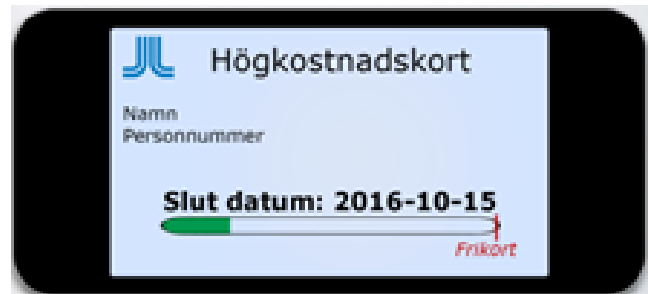 Högkostnadskort
Namn
Personnummer
Slut datum: 2016-10-15
Frikort